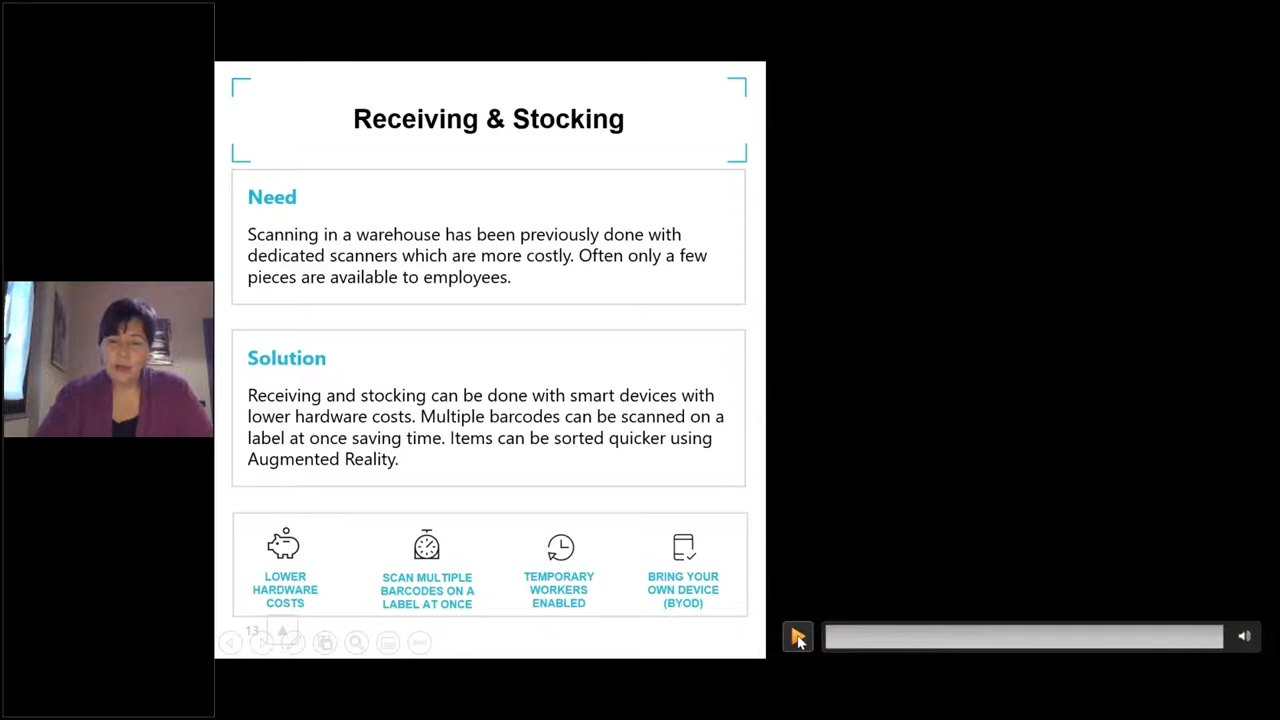 Receiving & Stocking
Need
Scanning in a warehouse has been previously done with
dedicated scanners which are more costly. Often only a few
pieces are available to employees.
Solution
Receiving and stocking can be done with smart devices with
lower hardware costs. Multiple barcodes can be scanned on a
label at once saving time. Items can be sorted quicker using
Augmented Reality.
LOWER
HARDWARE
COSTS
SCAN MULTIPLE
BARCODES ON A
LABEL AT ONCE
TEMPORARY
WORKERS
ENABLED
BRING YOUR
OWN DEVICE
(BYOD)
13